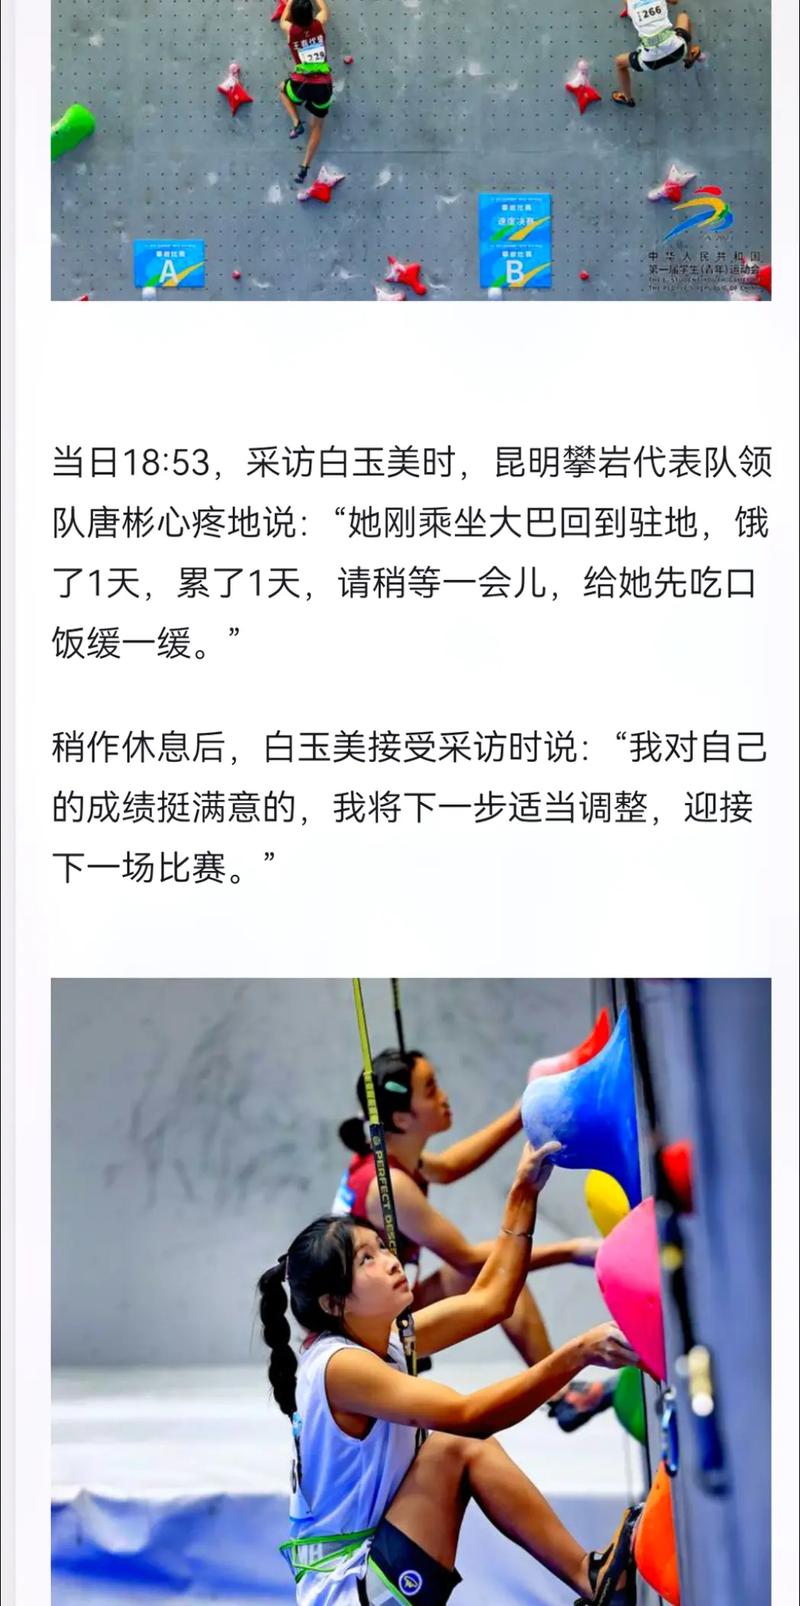 229
266
攀岩比赛
速度决赛
攀岩比赛
A
攀岩比赛
B
中华人民共和国
第一届学生(青年)运动会
当日18:53，采访白玉美时，昆明攀岩代表队领
队唐彬心疼地说：“她刚乘坐大巴回到驻地，饿
了1天，累了1天，请稍等一会儿，给她先吃口
饭缓一缓。”
稍作休息后，白玉美接受采访时说：“我对自己
的成绩挺满意的，我将下一步适当调整，迎接
下一场比赛。”
PERFECT DESC